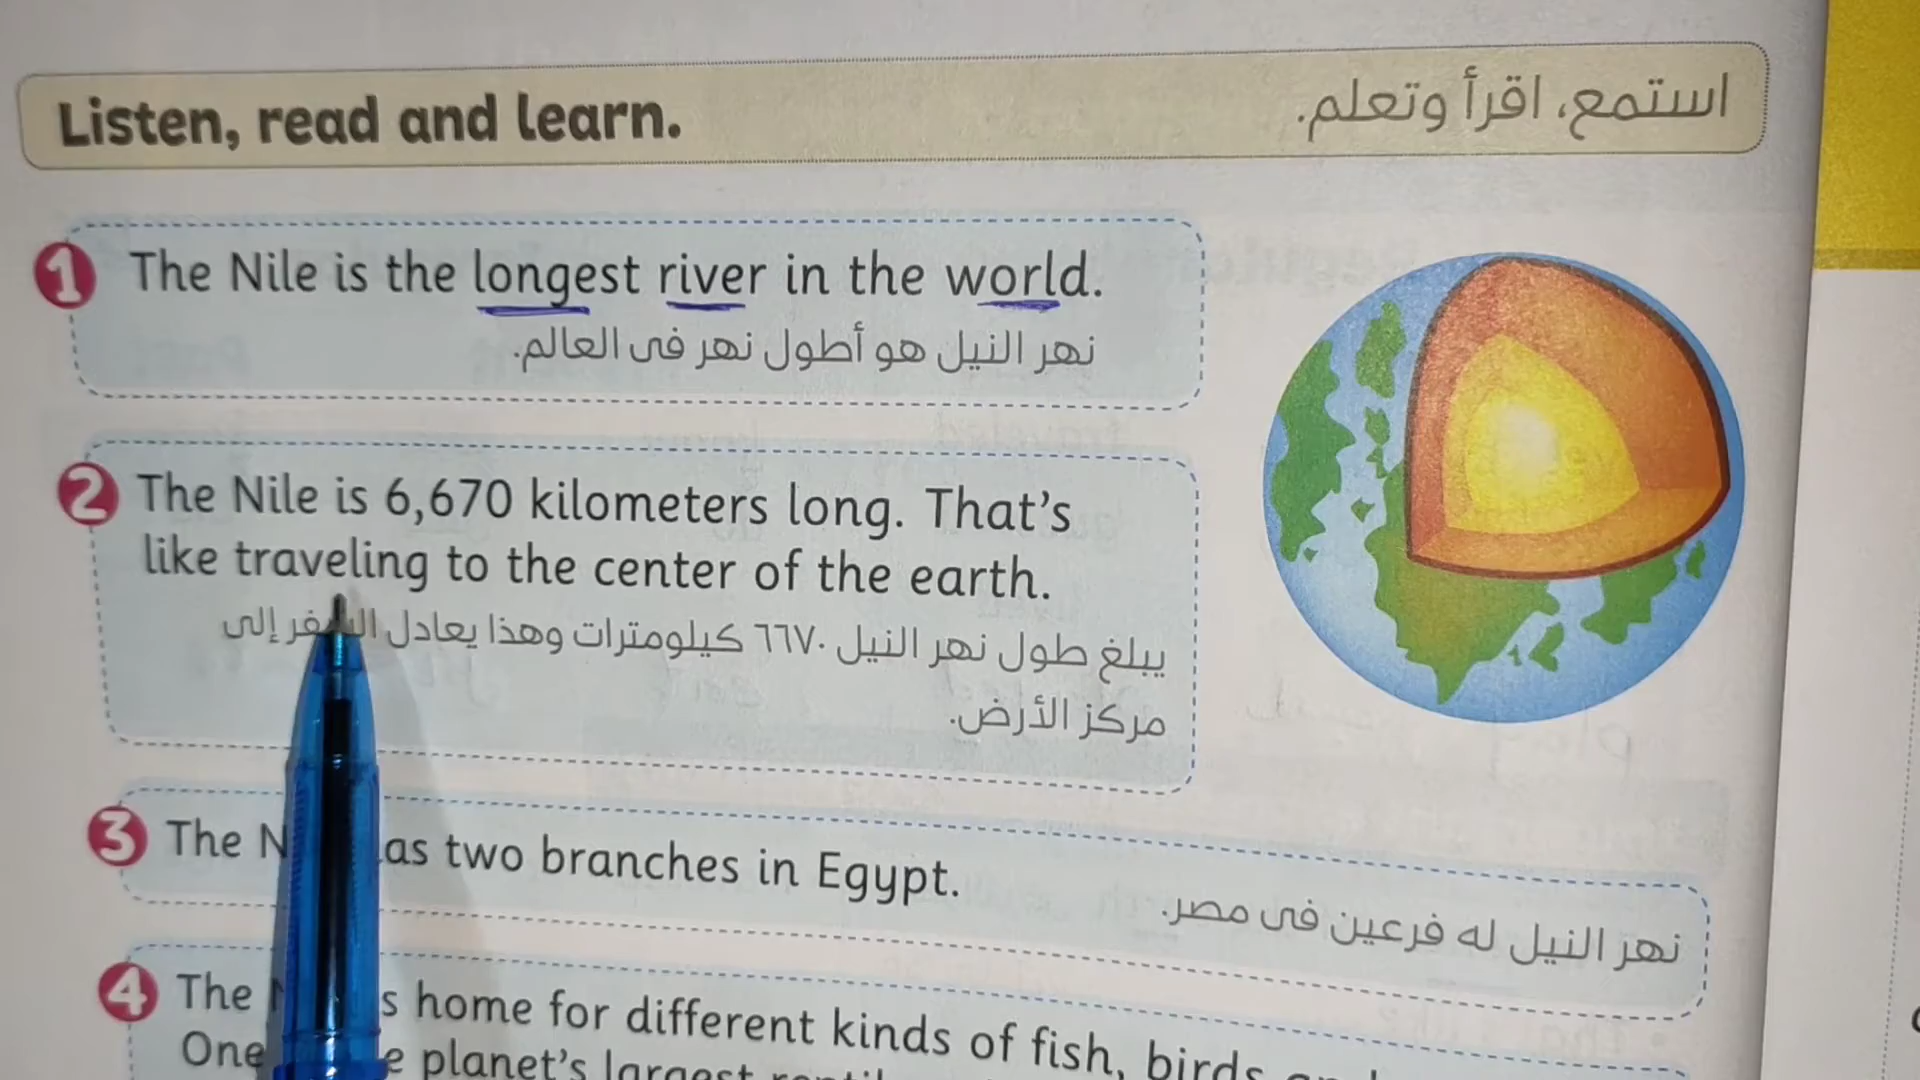 Listen, read and learn.
استمع، اقرأ وتعلم.
1 The Nile is the longest river in the world.
نهر النيل هو أطول نهر فى العالم.
2 The Nile is 6,670 kilometers long. That's
like traveling to the center of the earth.
يبلغ طول نهر النيل ٦٦٧٠ كيلومترات وهذا يعادل إلى
مركز الأرض.
3 The two branches in Egypt.
نهر النيل له فرعين فى مصر.
4 The home for different kinds of fish, birds
One planet's largest